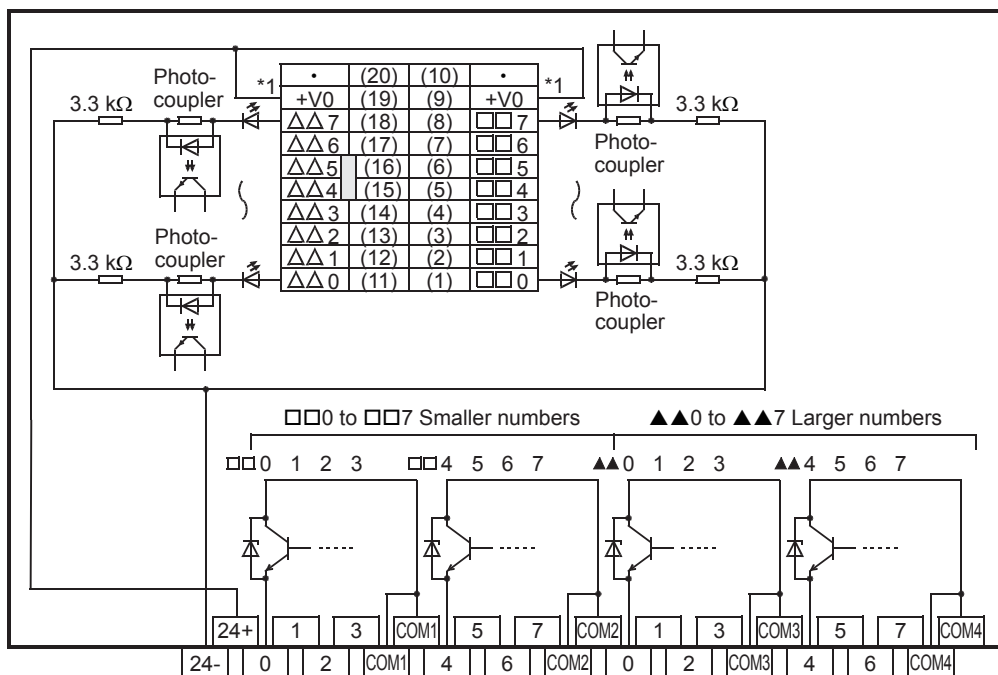 • (20) (10) •
*1 +V0 (19) (9) +V0 *1
△△7 (18) (8) □□7
△△6 (17) (7) □□6
△△5 (16) (6) □□5
△△4 (15) (5) □□4
△△3 (14) (4) □□3
△△2 (13) (3) □□2
△△1 (12) (2) □□1
△△0 (11) (1) □□0
3.3 kΩ
Photo-
coupler
3.3 kΩ
Photo-
coupler
3.3 kΩ
Photo-
coupler
3.3 kΩ
Photo-
coupler
□□0 to □□7 Smaller numbers
▲▲0 to ▲▲7 Larger numbers
□□0 1 2 3 □□4 5 6 7 ▲▲0 1 2 3 ▲▲4 5 6 7
24+ 1 3 COM1 5 7 COM2 1 3 COM3 5 7 COM4
24- 0 2 COM1 4 6 COM2 0 2 COM3 4 6 COM4